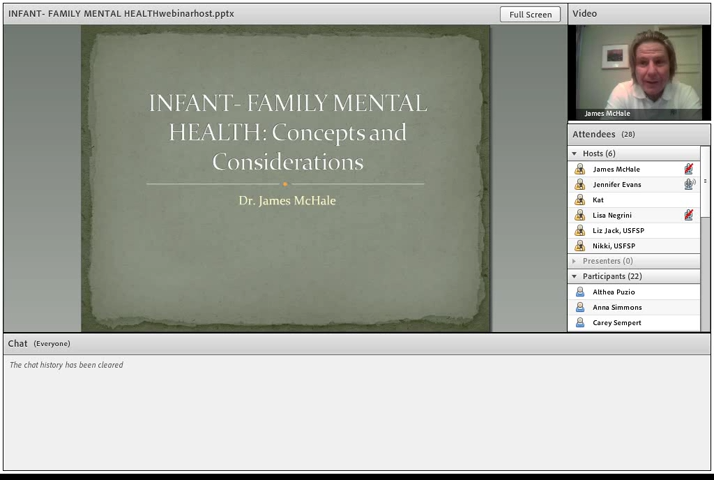 INFANT- FAMILY MENTAL HEALTHwebinarhost.pptx
Full Screen
INFANT- FAMILY MENTAL
HEALTH: Concepts and
Considerations
Dr. James McHale
Video
James McHale
Attendees (28)
Hosts (6)
James McHale
Jennifer Evans
Kat
Lisa Negrini
Liz Jack, USFSP
Nikki, USFSP
Presenters (0)
Participants (22)
Althea Puzio
Anna Simmons
Carey Sempert
Chat (Everyone)
The chat history has been cleared